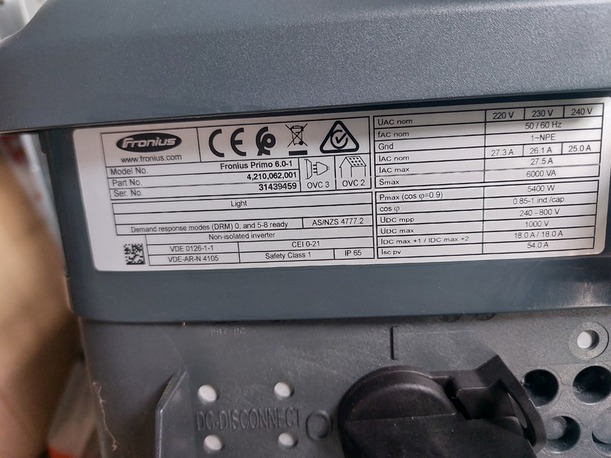 Fronius
www.fronius.com
CE
Model No. Fronius Primo 6.0-1
Part No. 4,210,062,001
Ser. No. 31439459
OVC 3 OVC 2
Light
Demand response modes (DRM) 0, and 5-8 ready AS/NZS 4777.2
Non-isolated inverter
VDE 0126-1-1 CEI 0-21
VDE-AR-N 4105 Safety Class 1 IP 65
UAC nom 220 V 230 V 240 V
fAC nom 50 / 60 Hz
Grid 1~NPE
IAC nom 27.3 A 26.1 A 25.0 A
IAC max 27.5 A
Smax 6000 VA
Pmax (cos φ=0.9) 5400 W
cos φ 0.85-1 ind./cap.
UDC mpp 240 - 800 V
UDC max 1000 V
IDC max +1 / IDC max +2 18.0 A / 18.0 A
Isc pv 54.0 A
DC-DISCONNECT